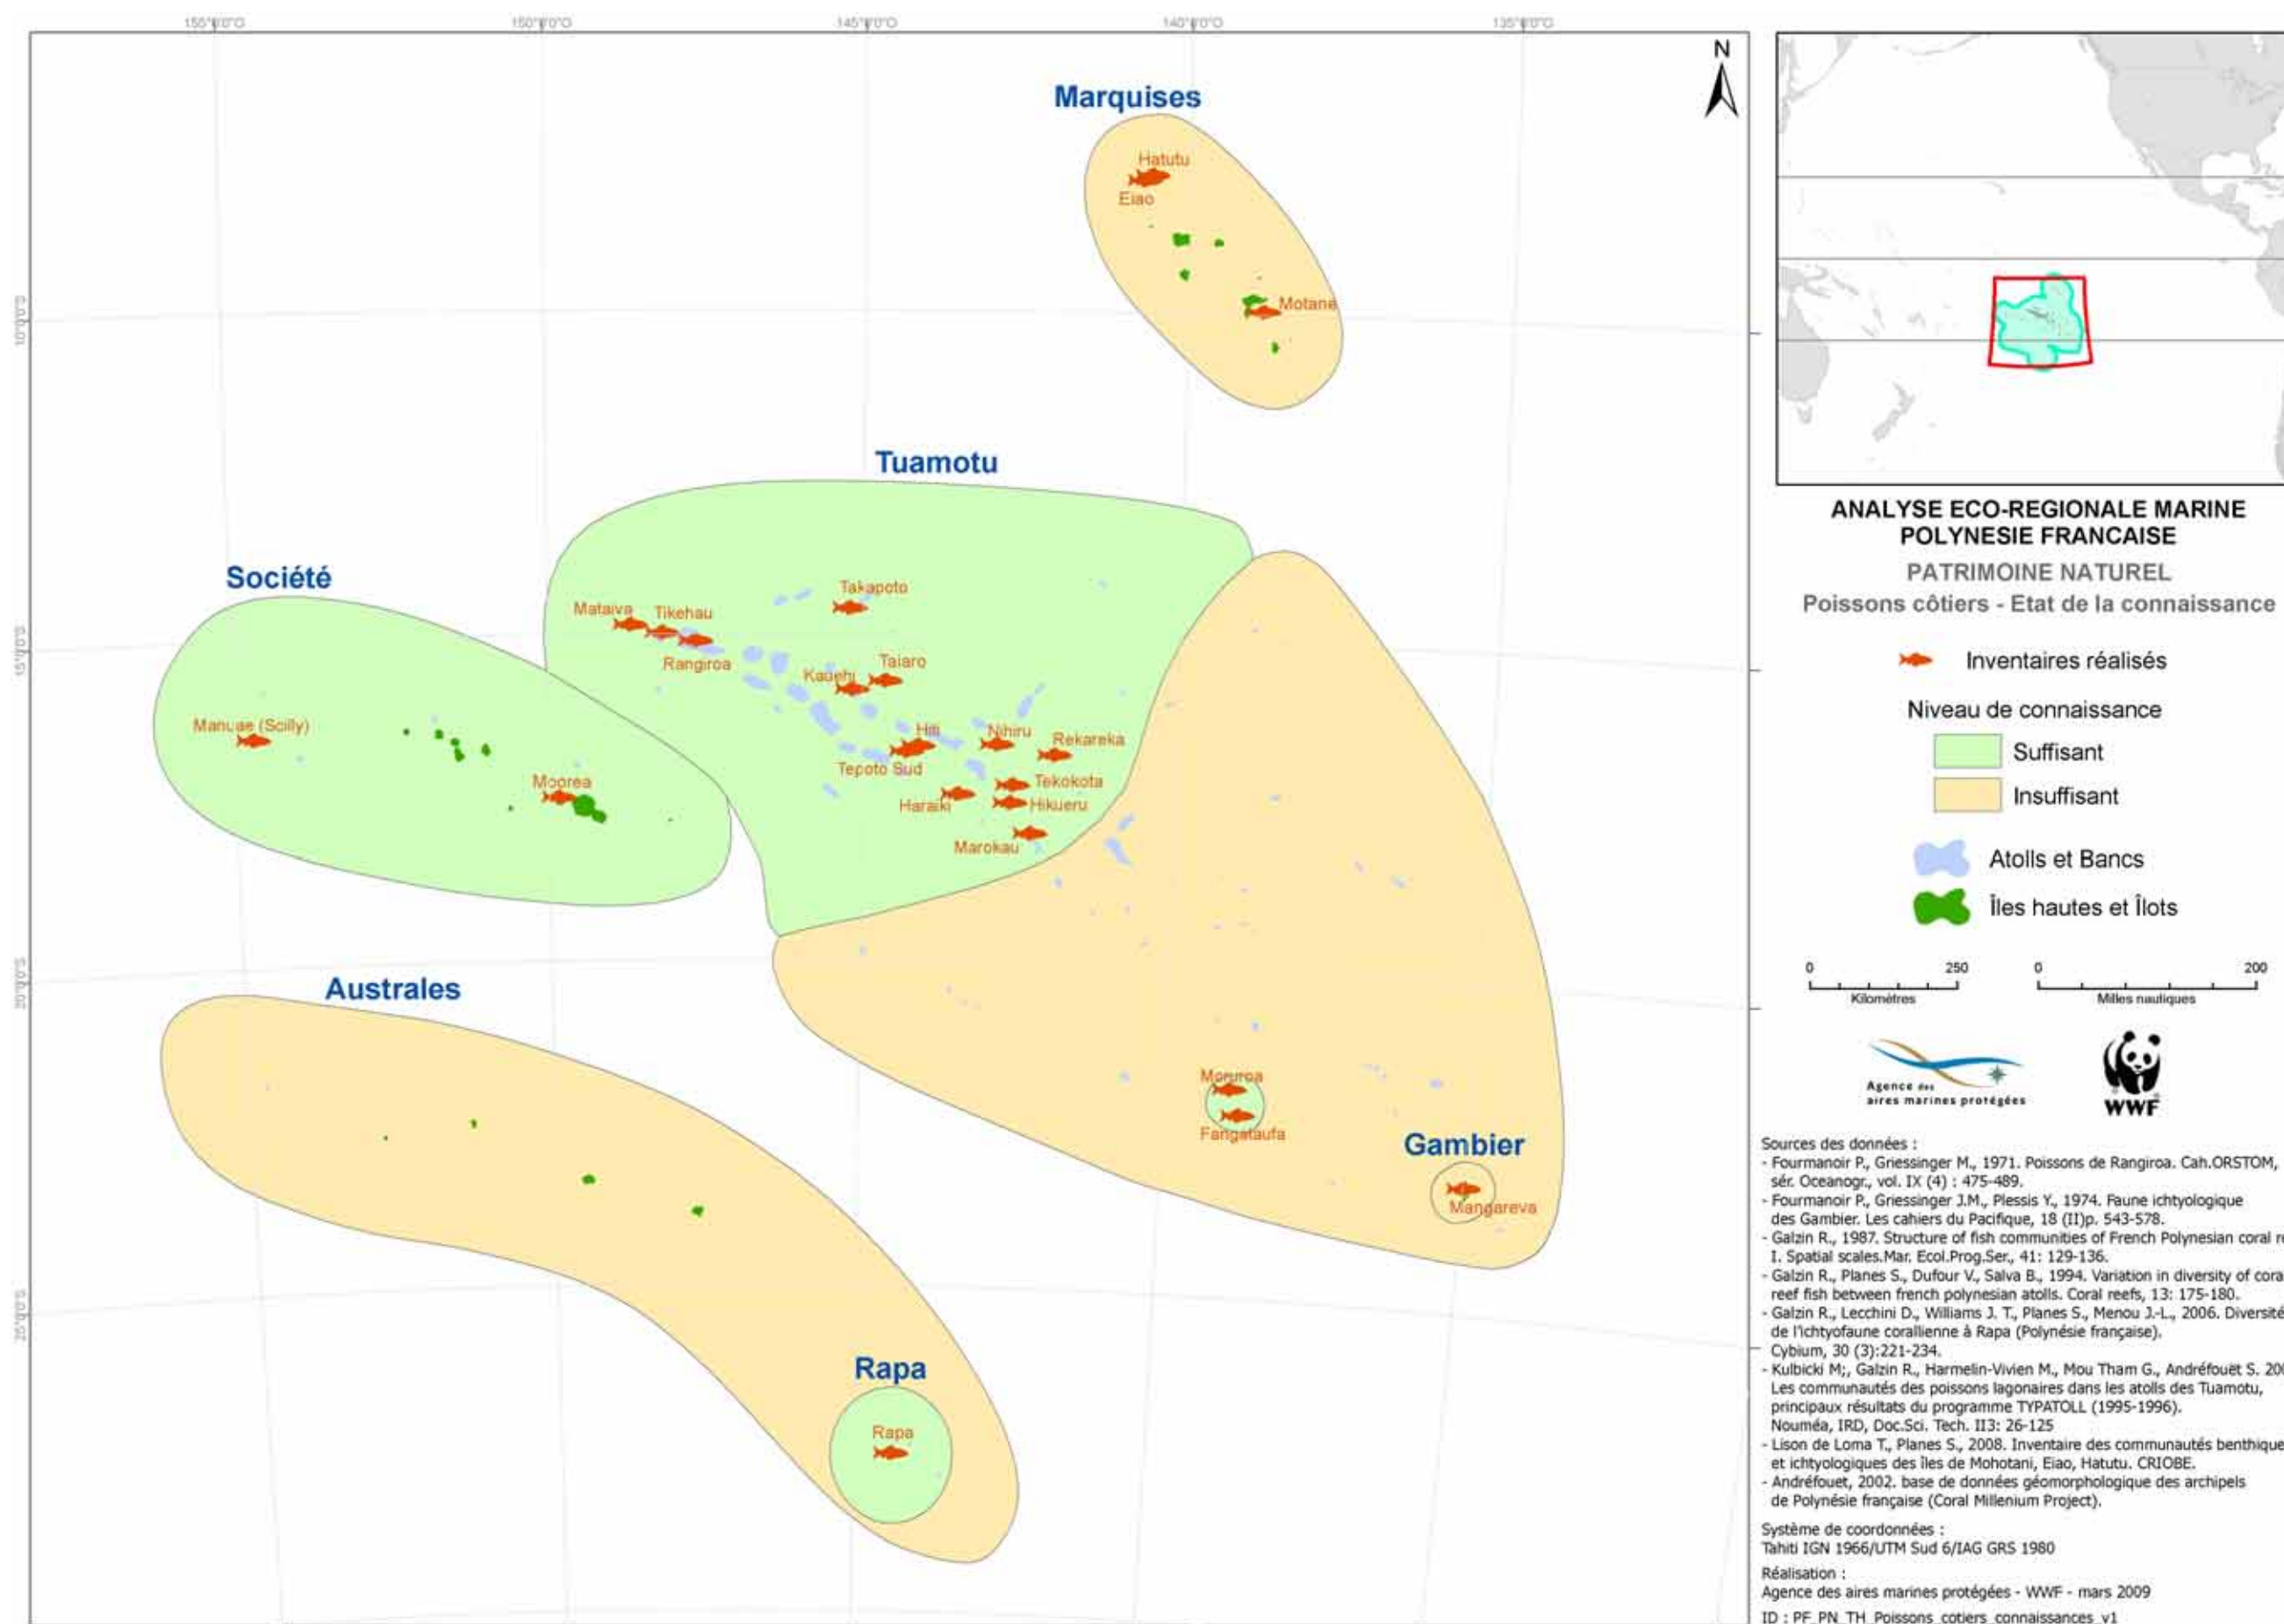 155°0'0"O 150°0'0"O 145°0'0"O 140°0'0"O 135°0'0"O
N
Marquises
Hatutu
Eiao
Motane
10°0'0"S
Tuamotu
Société
Takapoto
Mataiva
Tikehau
Rangiroa
Taiaro
Kauehi
15°0'0"S
Manuae (Scilly)
Hiti
Nihiru
Rekareka
Tepoto Sud
Moorea
Tekokota
Haraiki
Hikueru
Marokau
20°0'0"S
Australes
Moruroa
Fangataufa
Gambier
Mangareva
25°0'0"S
Rapa
Rapa
ANALYSE ECO-REGIONALE MARINE
POLYNESIE FRANCAISE
PATRIMOINE NATUREL
Poissons côtiers - Etat de la connaissance
Inventaires réalisés
Niveau de connaissance
Suffisant
Insuffisant
Atolls et Bancs
Îles hautes et Îlots
0 250
Kilomètres
0 200
Milles nautiques
Agence des
aires marines protégées
WWF
Sources des données :
- Fourmanoir P., Griessinger M., 1971. Poissons de Rangiroa. Cah.ORSTOM,
sér. Oceanogr., vol. IX (4) : 475-489.
- Fourmanoir P., Griessinger J.M., Plessis Y., 1974. Faune ichtyologique
des Gambier. Les cahiers du Pacifique, 18 (II)p. 543-578.
- Galzin R., 1987. Structure of fish communities of French Polynesian coral
I. Spatial scales.Mar. Ecol.Prog.Ser., 41: 129-136.
- Galzin R., Planes S., Dufour V., Salva B., 1994. Variation in diversity of cora
reef fish between french polynesian atolls. Coral reefs, 13: 175-180.
- Galzin R., Lecchini D., Williams J. T., Planes S., Menou J.-L., 2006. Diversité
de l'ichtyofaune corallienne à Rapa (Polynésie française).
Cybium, 30 (3):221-234.
- Kulbicki M;, Galzin R., Harmelin-Vivien M., Mou Tham G., Andréfouët S. 200
Les communautés des poissons lagonaires dans les atolls des Tuamotu,
principaux résultats du programme TYPATOLL (1995-1996).
Nouméa, IRD, Doc.Sci. Tech. II3: 26-125
- Lison de Loma T., Planes S., 2008. Inventaire des communautés benthique
et ichtyologiques des îles de Mohotani, Eiao, Hatutu. CRIOBE.
- Andréfouet, 2002. base de données géomorphologique des archipels
de Polynésie française (Coral Millenium Project).
Système de coordonnées :
Tahiti IGN 1966/UTM Sud 6/IAG GRS 1980
Réalisation :
Agence des aires marines protégées - WWF - mars 2009
ID : PF_PN_TH_Poissons_cotiers_connaissances_v1